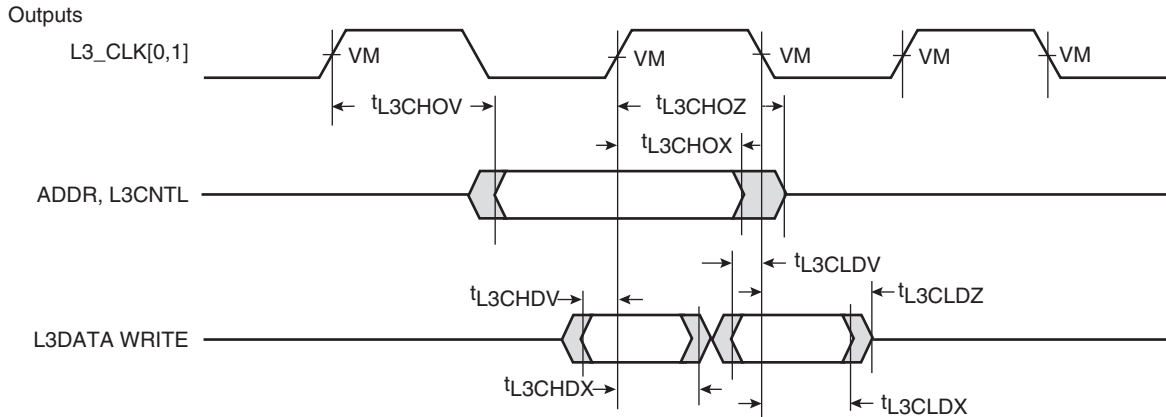 Outputs
L3_CLK[0,1]
VM
VM
VM
VM
VM
tL3CHOV
tL3CHOZ
tL3CHOX
ADDR, L3CNTL
tL3CLDV
tL3CHDV
tL3CLDZ
L3DATA WRITE
tL3CHDX
tL3CLDX